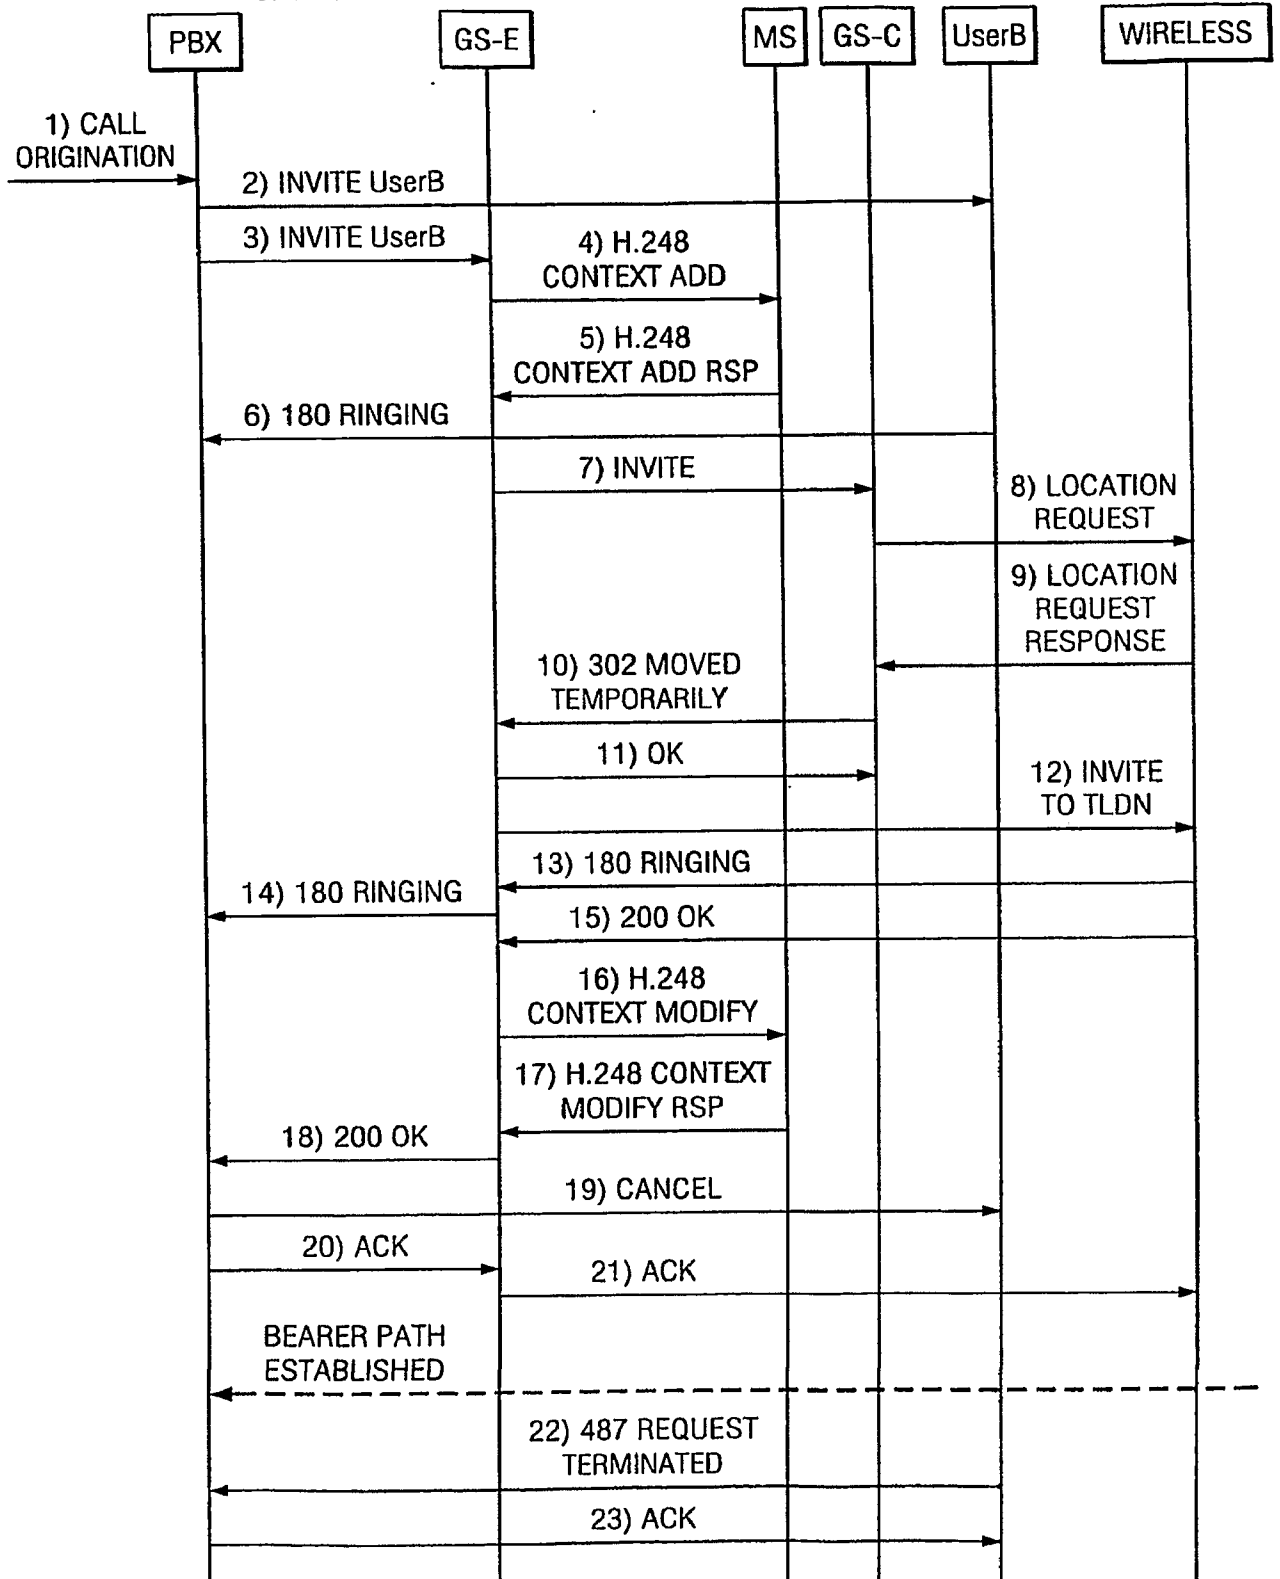 PBX
GS-E
MS
GS-C
UserB
WIRELESS
1) CALL
ORIGINATION
2) INVITE UserB
3) INVITE UserB
4) H.248
CONTEXT ADD
5) H.248
CONTEXT ADD RSP
6) 180 RINGING
7) INVITE
8) LOCATION
REQUEST
9) LOCATION
REQUEST
RESPONSE
10) 302 MOVED
TEMPORARILY
11) OK
12) INVITE
TO TLDN
13) 180 RINGING
14) 180 RINGING
15) 200 OK
16) H.248
CONTEXT MODIFY
17) H.248 CONTEXT
MODIFY RSP
18) 200 OK
19) CANCEL
20) ACK
21) ACK
BEARER PATH
ESTABLISHED
22) 487 REQUEST
TERMINATED
23) ACK